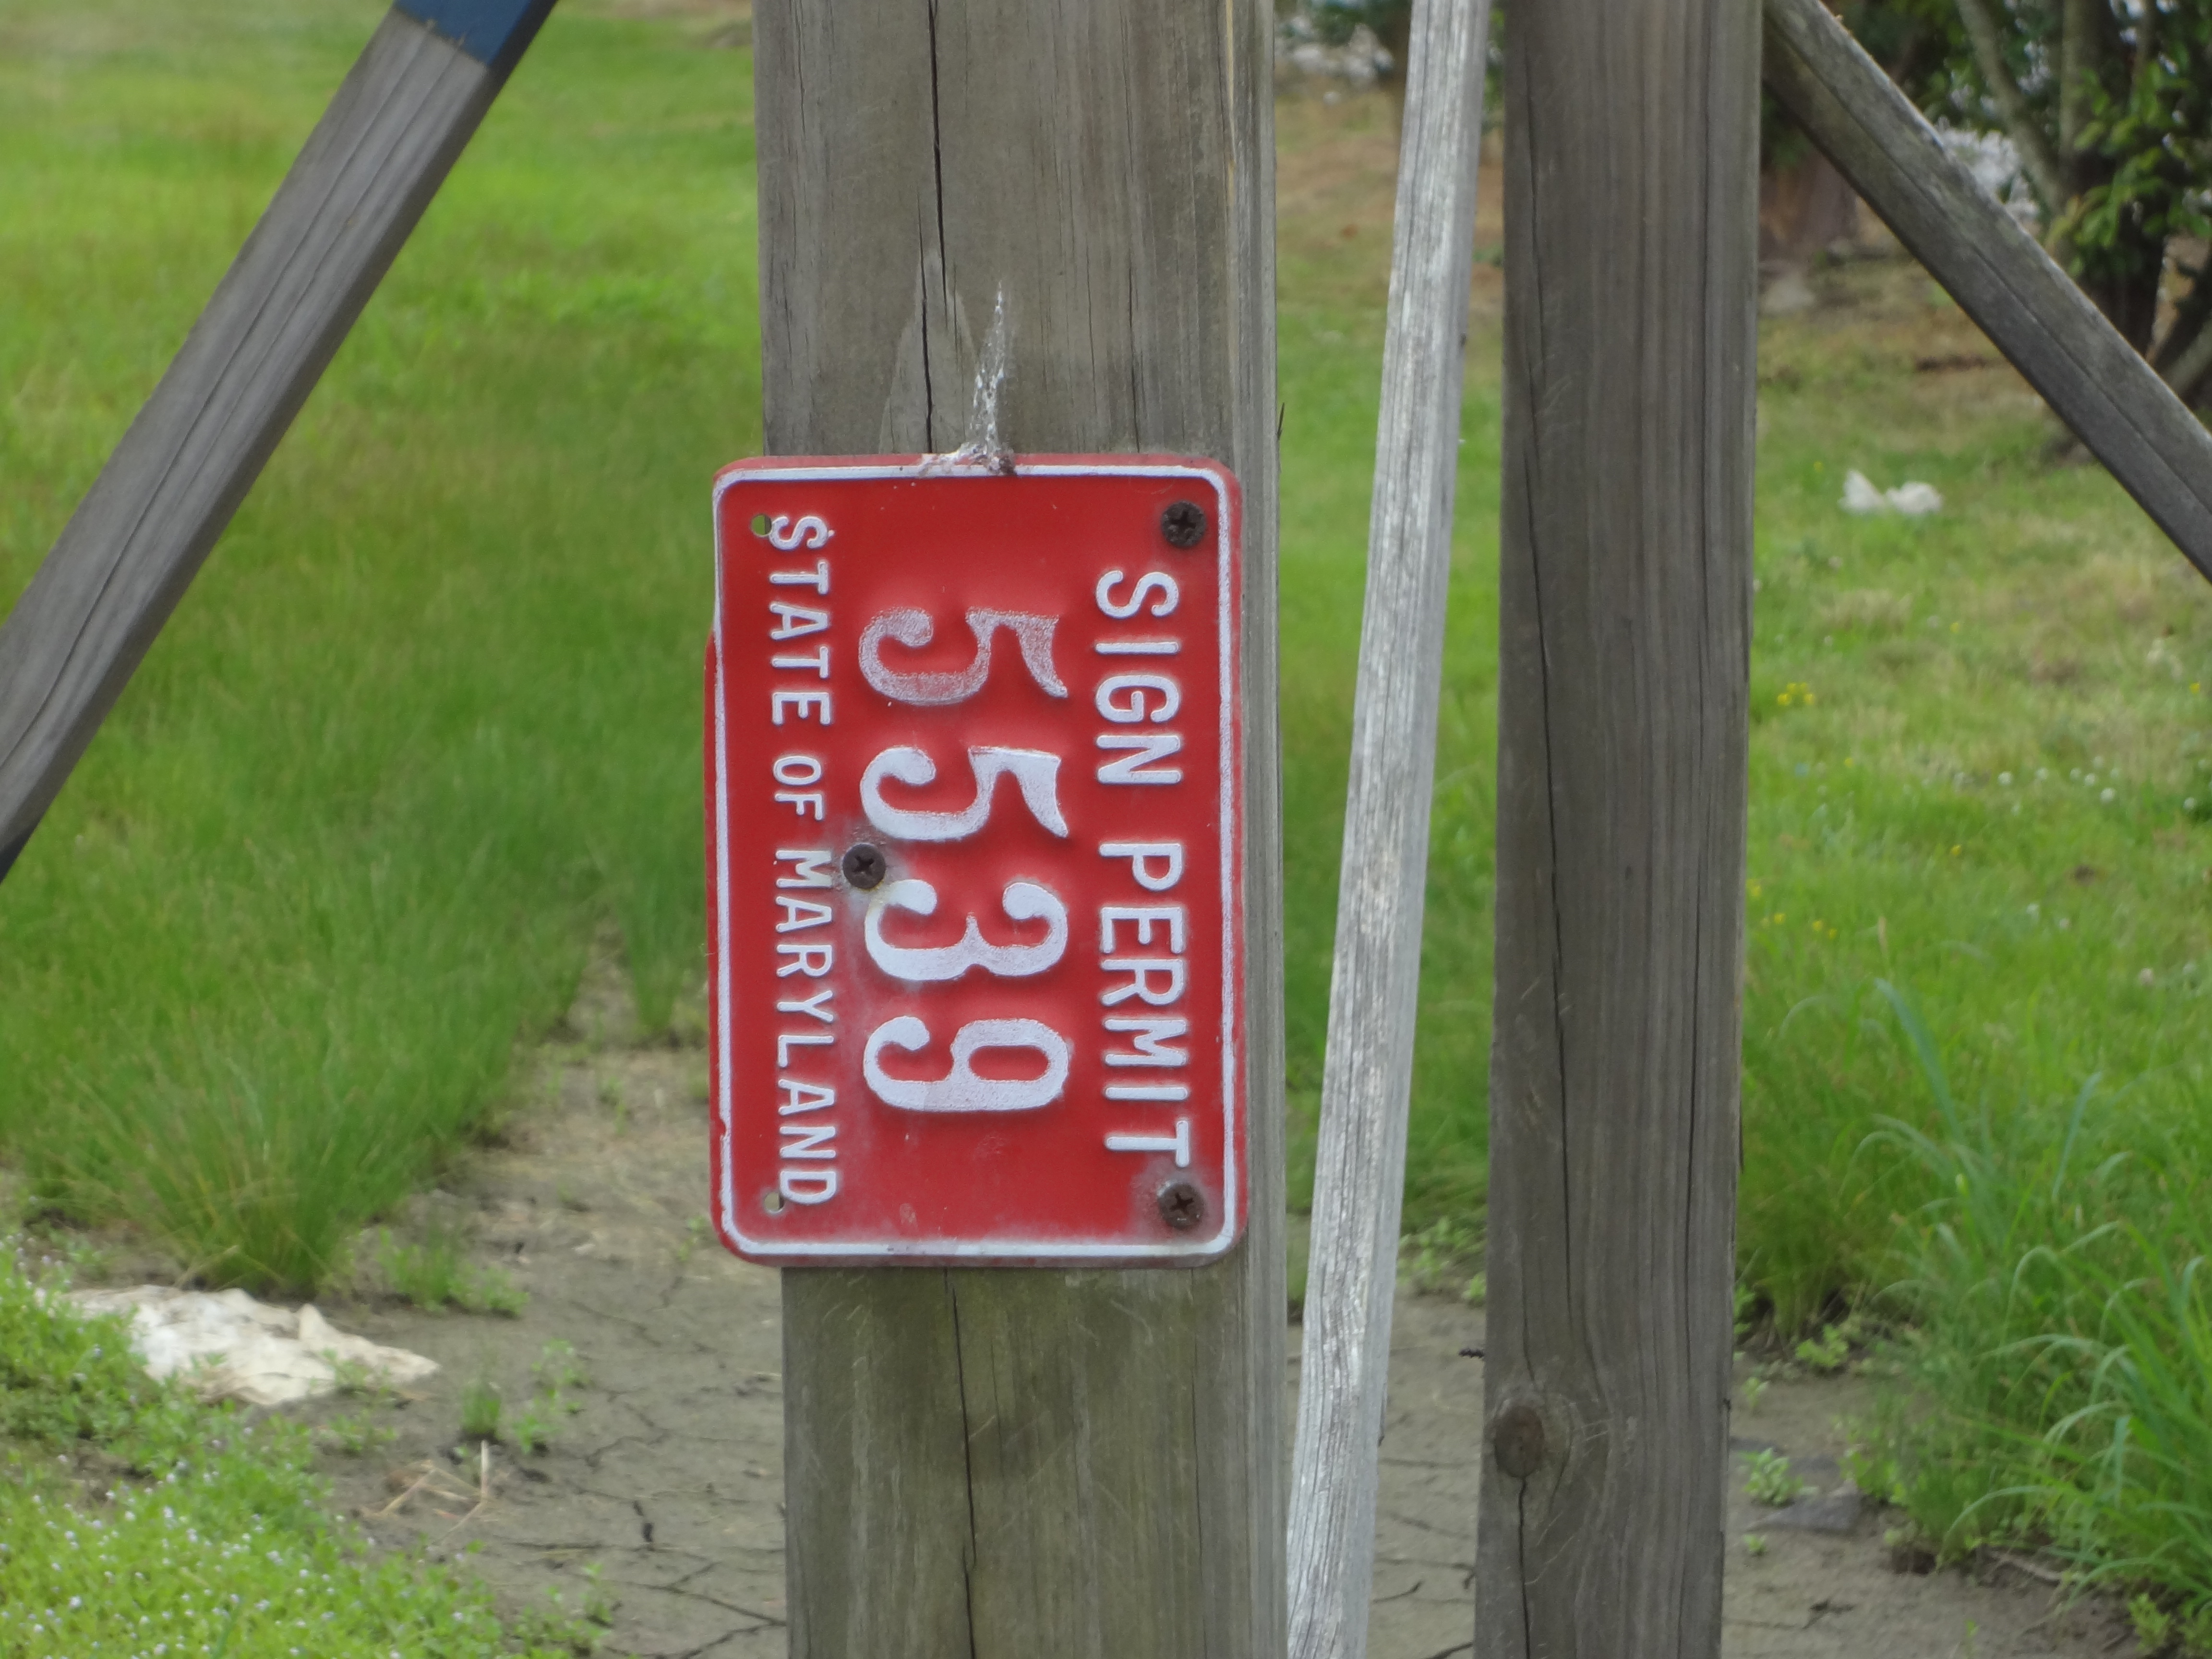 SIGN PERMIT
5539
STATE OF MARYLAND